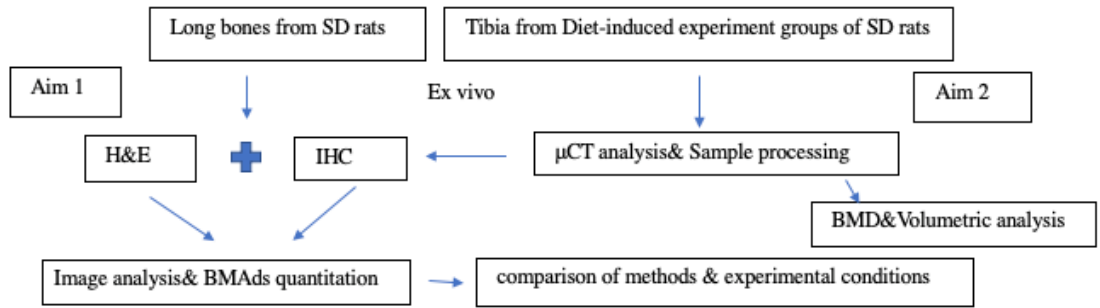 Long bones from SD rats
Tibia from Diet-induced experiment groups of SD rats
Aim 1
Ex vivo
Aim 2
H&E
IHC
μCT analysis& Sample processing
BMD&Volumetric analysis
Image analysis& BMAds quantitation
comparison of methods & experimental conditions